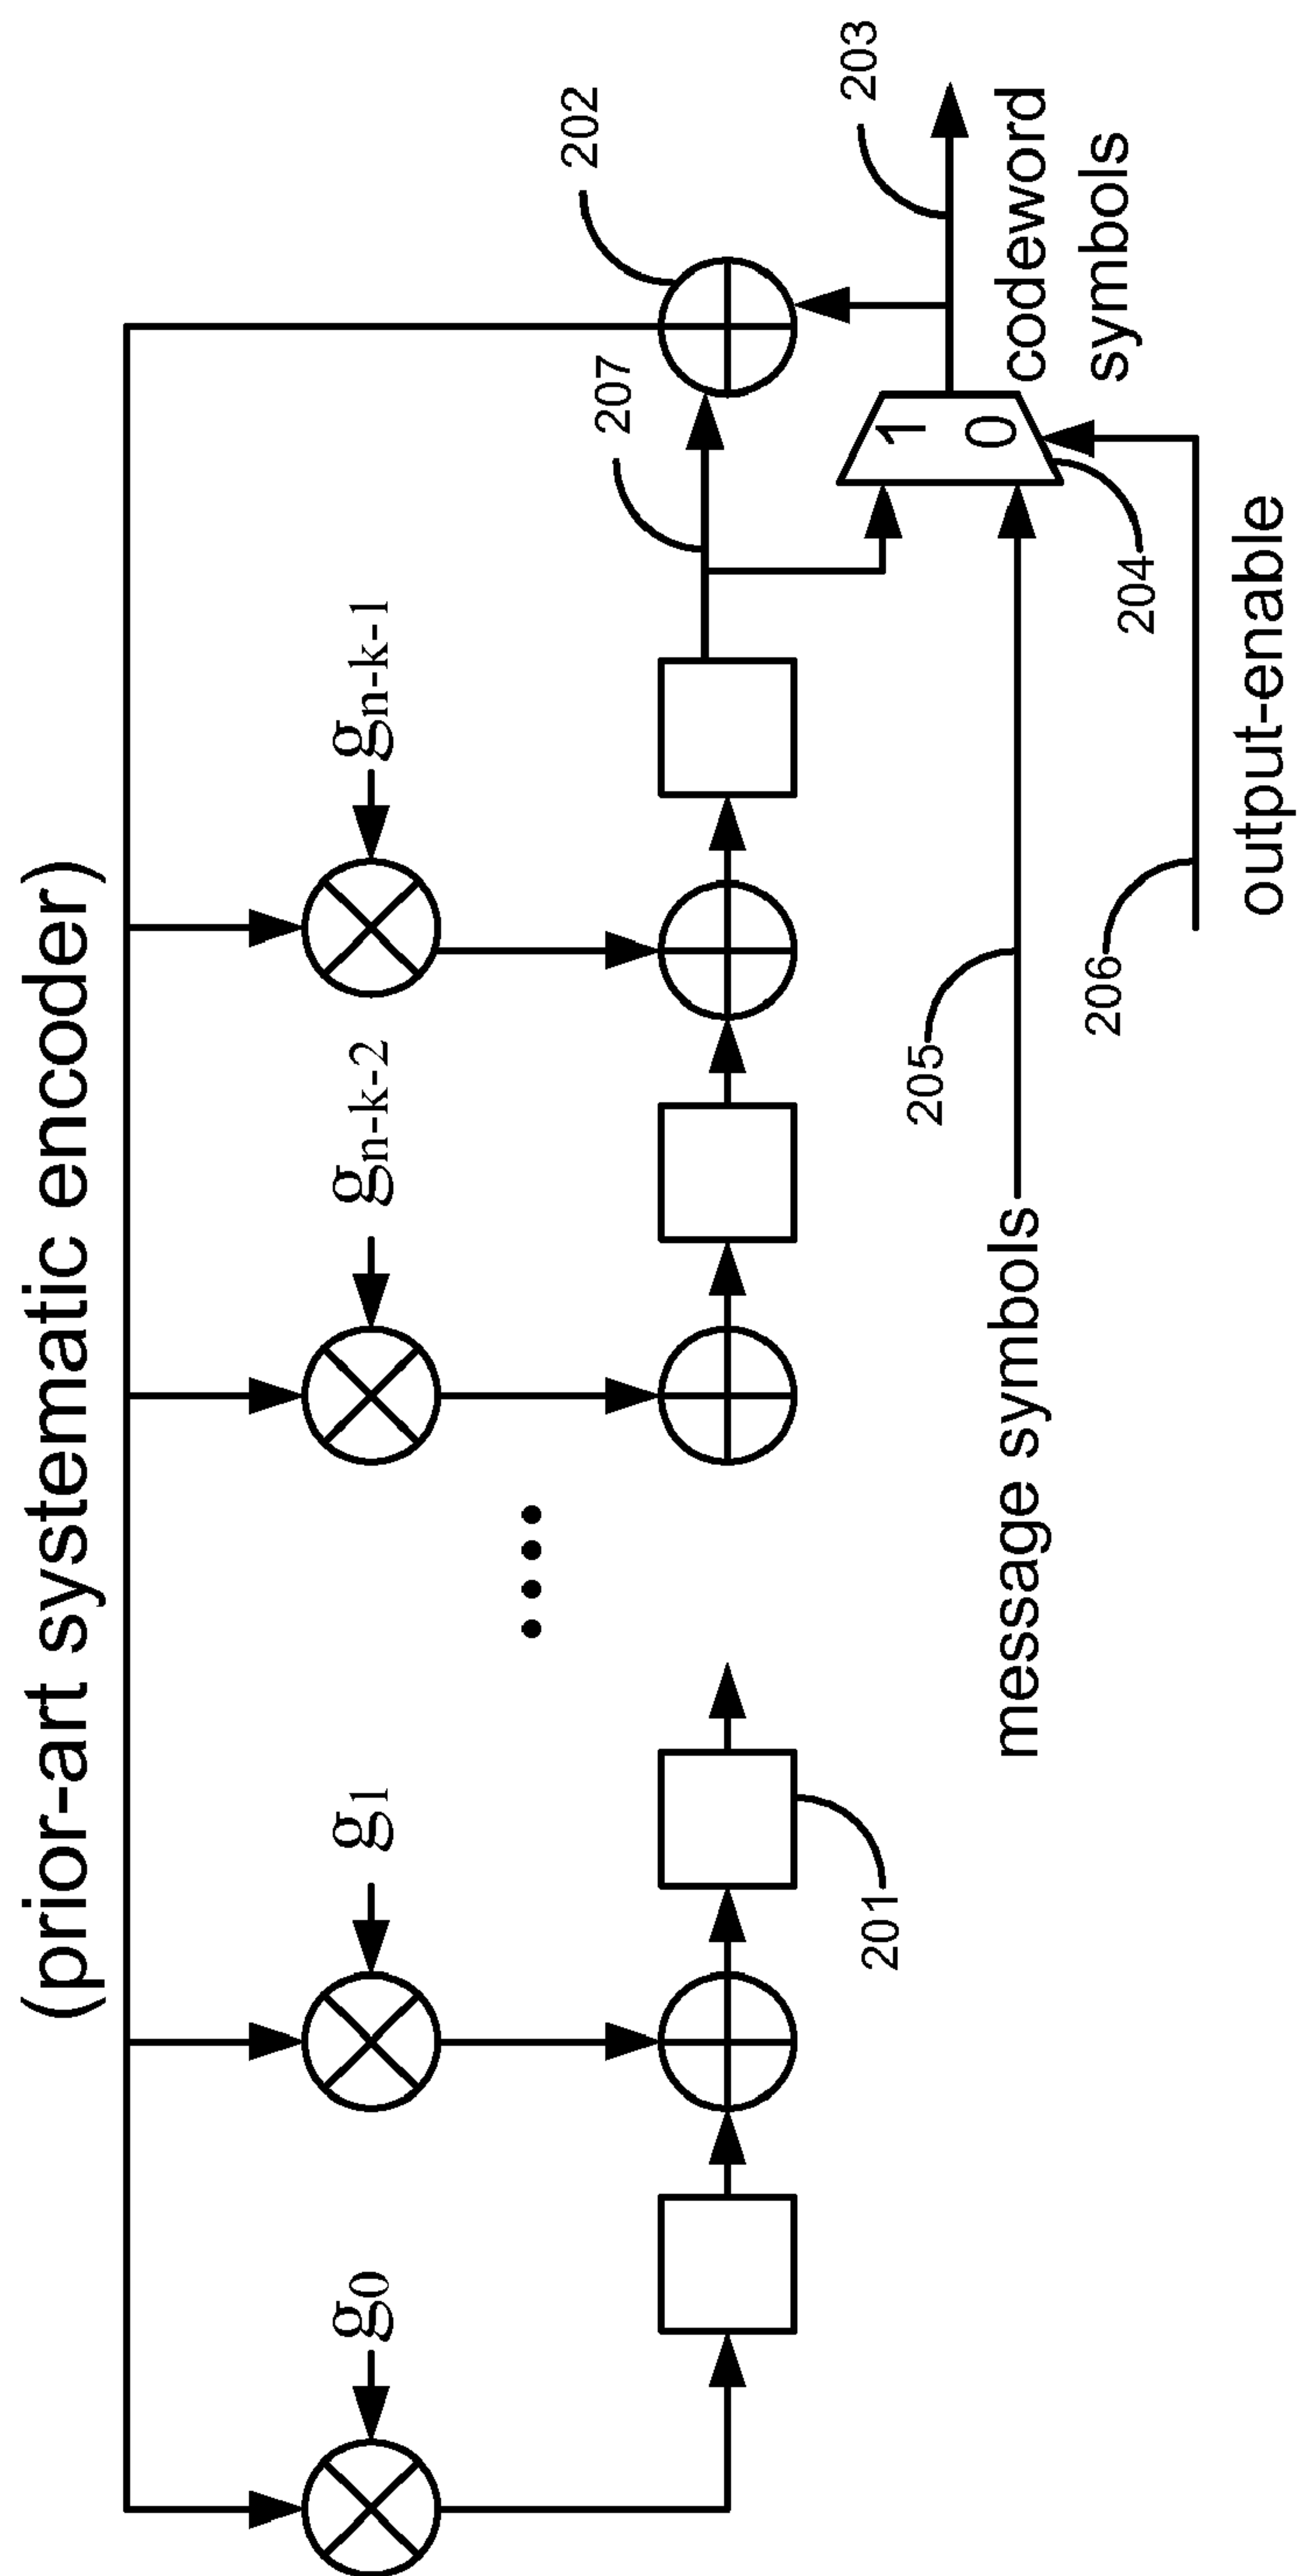 (prior-art systematic encoder)
g0
g1
gn-k-2
gn-k-1
202
207
203
201
1
0
codeword
symbols
205
204
message symbols
206
output-enable